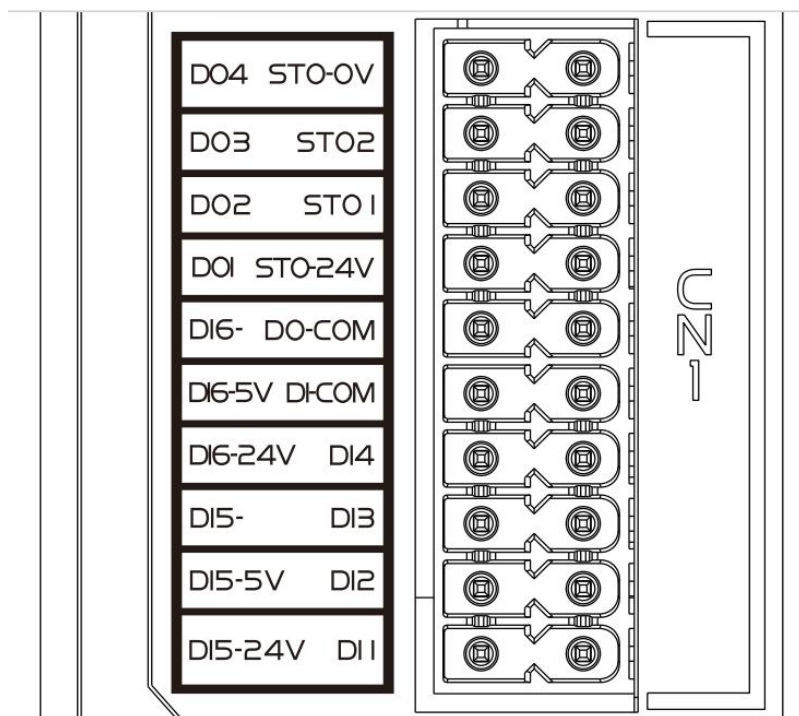 DO4 STO-0V
DO3 STO2
DO2 STO1
DO1 STO-24V
DI6- DO-COM
DI6-5V DI-COM
DI6-24V DI4
DI5- DI3
DI5-5V DI2
DI5-24V DI1
CN1